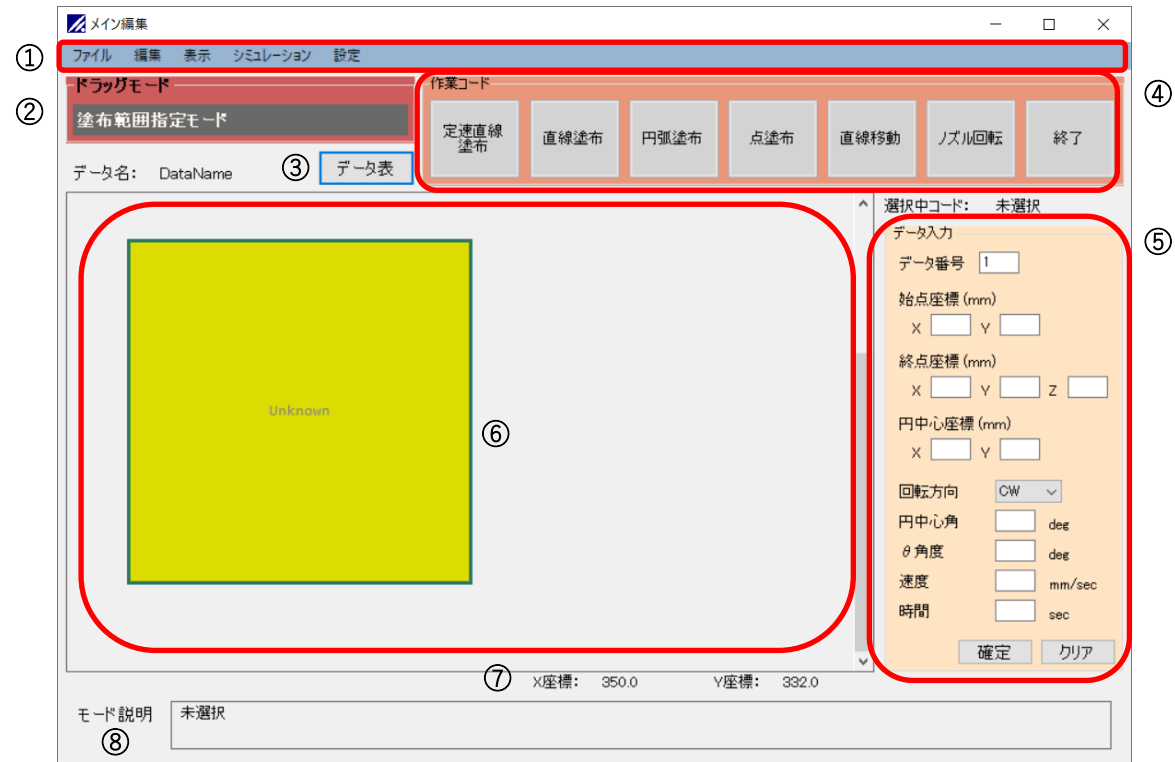 メイン編集
① ファイル 編集 表示 シミュレーション 設定
ドラッグモード
② 塗布範囲指定モード
作業コード ④
定速直線
塗布
直線塗布
円弧塗布
点塗布
直線移動
ノズル回転
終了
データ名: DataName ③ データ表
選択中コード: 未選択
データ入力 ⑤
データ番号 1
始点座標(mm)
X Y
終点座標(mm)
X Y Z
円中心座標(mm)
X Y
回転方向 CW
円中心角 deg
θ角度 deg
速度 mm/sec
時間 sec
確定 クリア
Unknown
⑥
⑦ X座標: 350.0 Y座標: 332.0
モード説明 未選択
⑧